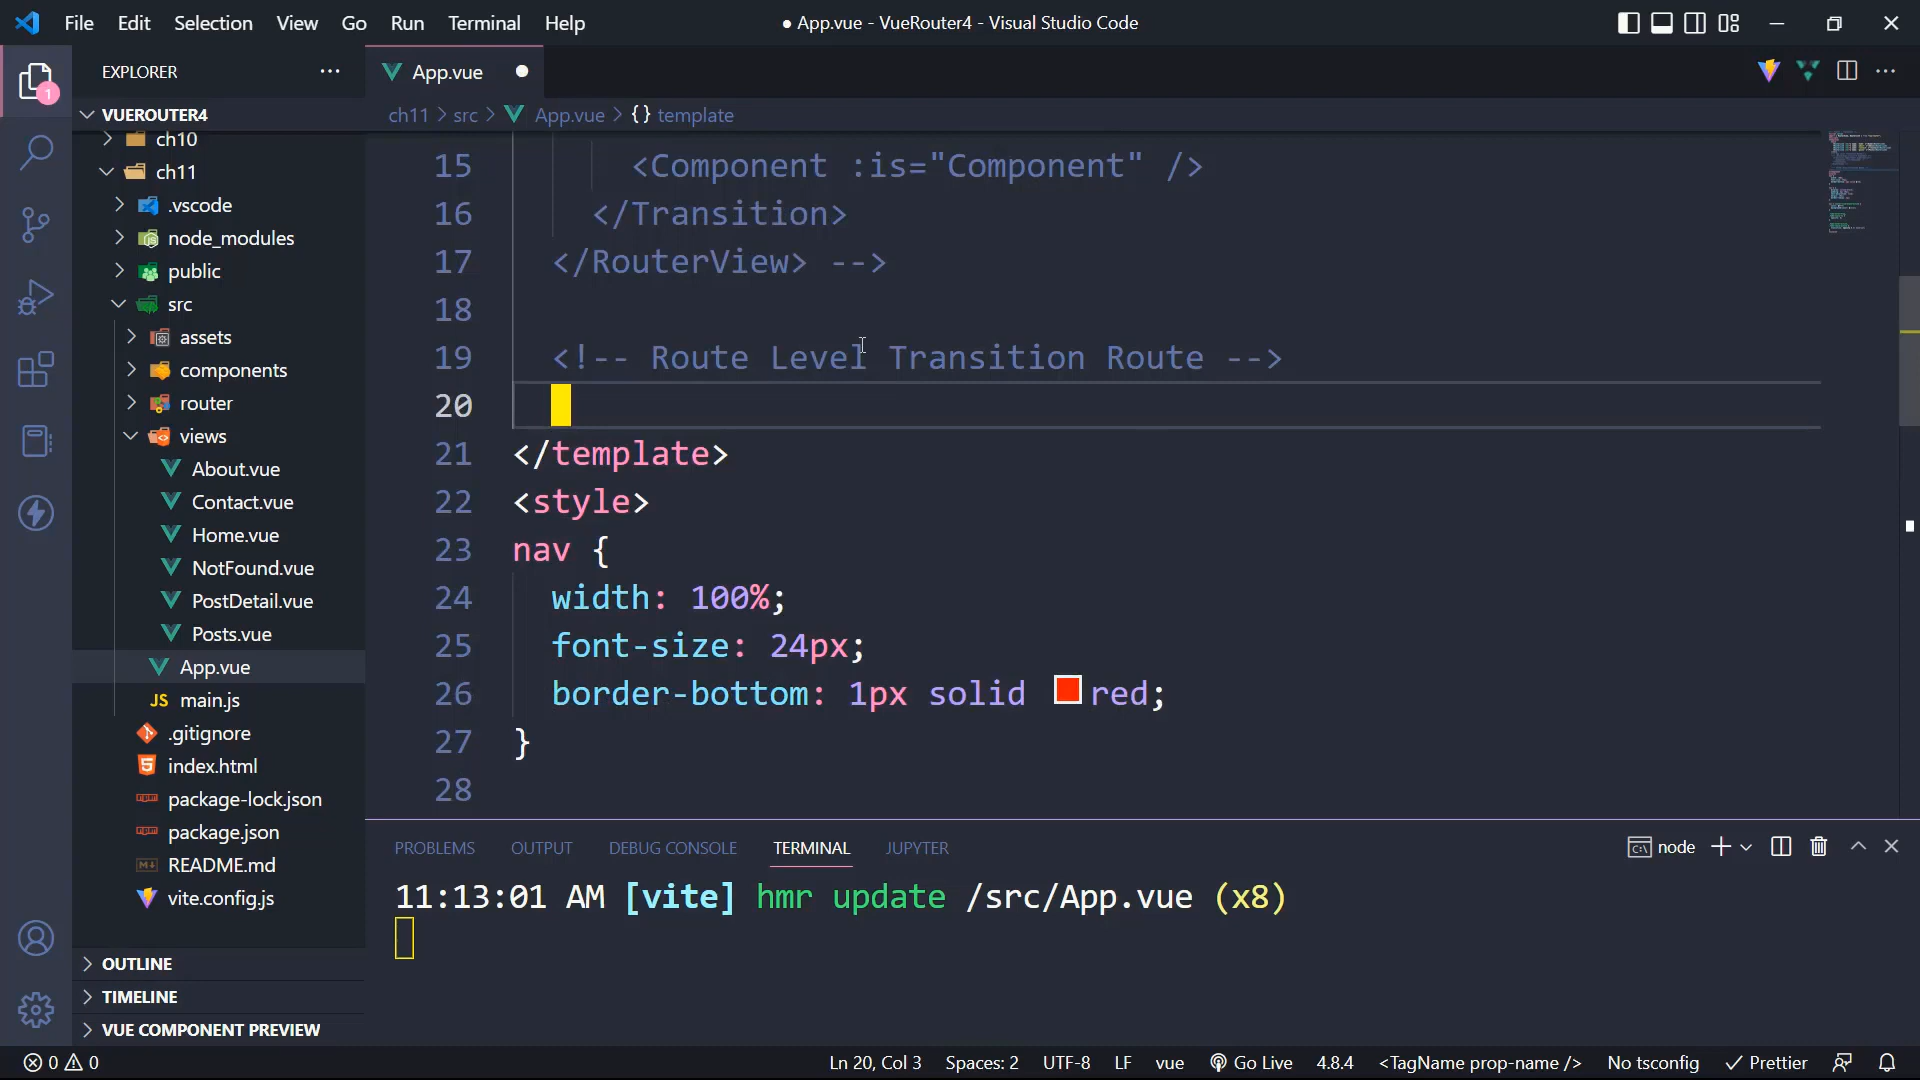 File Edit Selection View Go Run Terminal Help
● App.vue - VueRouter4 - Visual Studio Code
EXPLORER
1
VUEROUTER4
ch10
ch11
.vscode
node_modules
public
src
assets
components
router
views
About.vue
Contact.vue
Home.vue
NotFound.vue
PostDetail.vue
Posts.vue
App.vue
JS main.js
.gitignore
index.html
package-lock.json
package.json
README.md
vite.config.js
OUTLINE
TIMELINE
VUE COMPONENT PREVIEW
App.vue
ch11 > src > App.vue > {} template
15 <Component :is="Component" />
16 </Transition>
17 </RouterView> -->
18
19 <!-- Route Level Transition Route -->
20
21 </template>
22 <style>
23 nav {
24 width: 100%;
25 font-size: 24px;
26 border-bottom: 1px solid red;
27 }
28
PROBLEMS OUTPUT DEBUG CONSOLE TERMINAL JUPYTER
node
11:13:01 AM [vite] hmr update /src/App.vue (x8)
0 0
Ln 20, Col 3 Spaces: 2 UTF-8 LF vue Go Live 4.8.4 <TagName prop-name /> No tsconfig Prettier